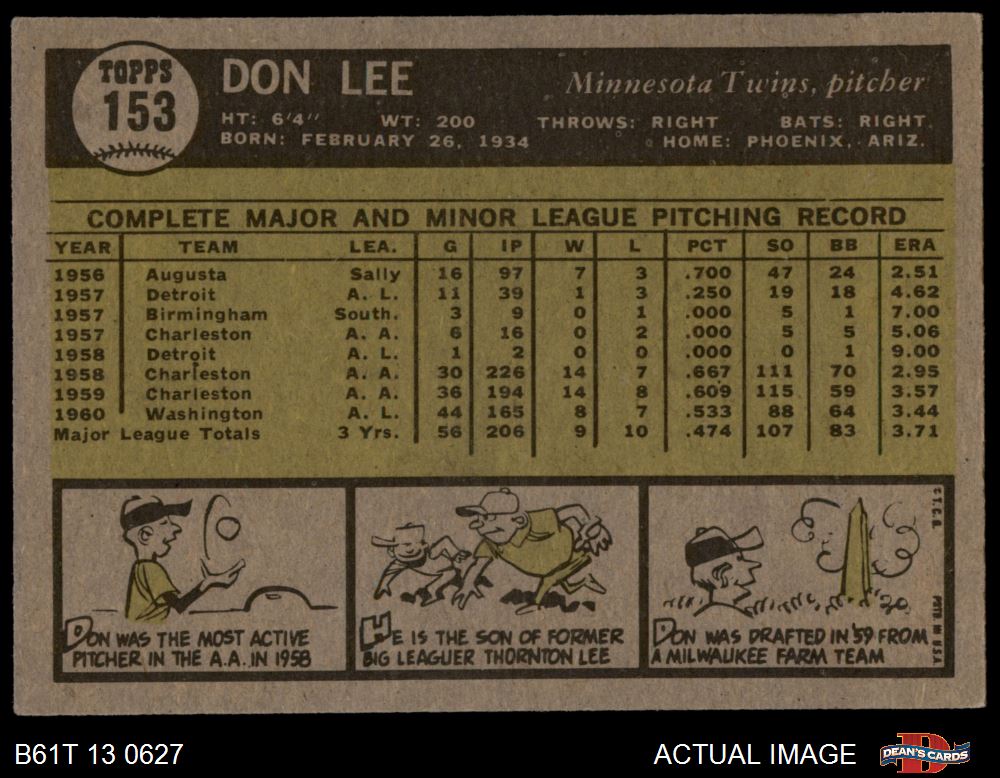 TOPPS
153
DON LEE
Minnesota Twins, pitcher
HT: 6'4" WT: 200 THROWS: RIGHT BATS: RIGHT
BORN: FEBRUARY 26, 1934 HOME: PHOENIX, ARIZ.
COMPLETE MAJOR AND MINOR LEAGUE PITCHING RECORD
YEAR TEAM LEA. G IP W L PCT SO BB ERA
1956 Augusta Sally 16 97 7 3 .700 47 24 2.51
1957 Detroit A. L. 11 39 1 3 .250 19 18 4.62
1957 Birmingham South. 3 9 0 1 .000 5 1 7.00
1957 Charleston A. A. 6 16 0 2 .000 5 5 5.06
1958 Detroit A. L. 1 2 0 0 .000 0 1 9.00
1958 Charleston A. A. 30 226 14 7 .667 111 70 2.95
1959 Charleston A. A. 36 194 14 8 .609 115 59 3.57
1960 Washington A. L. 44 165 8 7 .533 88 64 3.44
Major League Totals 3 Yrs. 56 206 9 10 .474 107 83 3.71
DON WAS THE MOST ACTIVE
PITCHER IN THE A.A. IN 1958
HE IS THE SON OF FORMER
BIG LEAGUER THORNTON LEE
DON WAS DRAFTED IN '59 FROM
A MILWAUKEE FARM TEAM
© T.C.G.
PRTD. IN U.S.A.
B61T 13 0627
ACTUAL IMAGE
DEAN'S CARDS